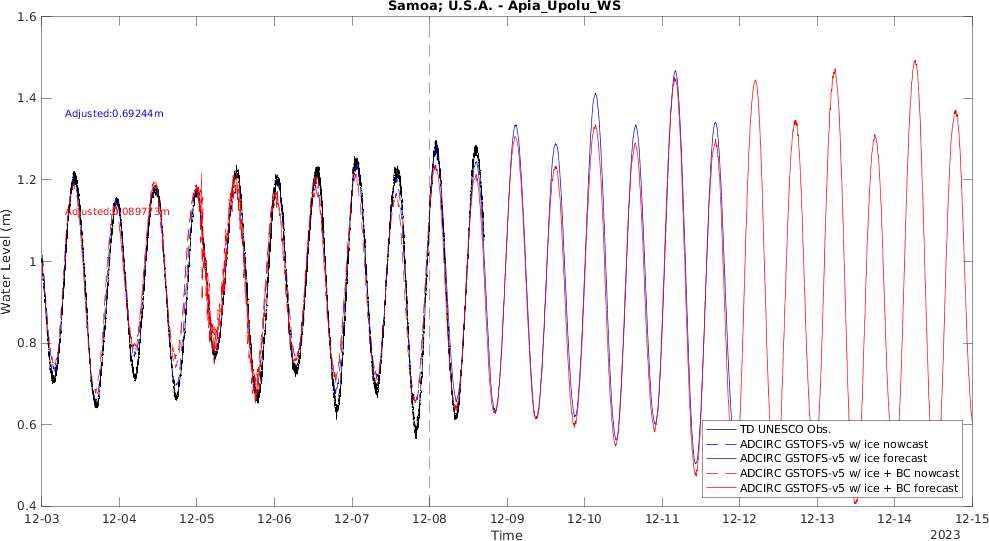 Samoa; U.S.A. - Apia_Upolu_WS
1.6
1.4
1.2
1
0.8
0.6
0.4
Water Level (m)
Adjusted:0.69244m
Adjusted:0.089773m
TD UNESCO Obs.
ADCIRC GSTOFS-v5 w/ ice nowcast
ADCIRC GSTOFS-v5 w/ ice forecast
ADCIRC GSTOFS-v5 w/ ice + BC nowcast
ADCIRC GSTOFS-v5 w/ ice + BC forecast
12-03 12-04 12-05 12-06 12-07 12-08 12-09 12-10 12-11 12-12 12-13 12-14 12-15
Time
2023